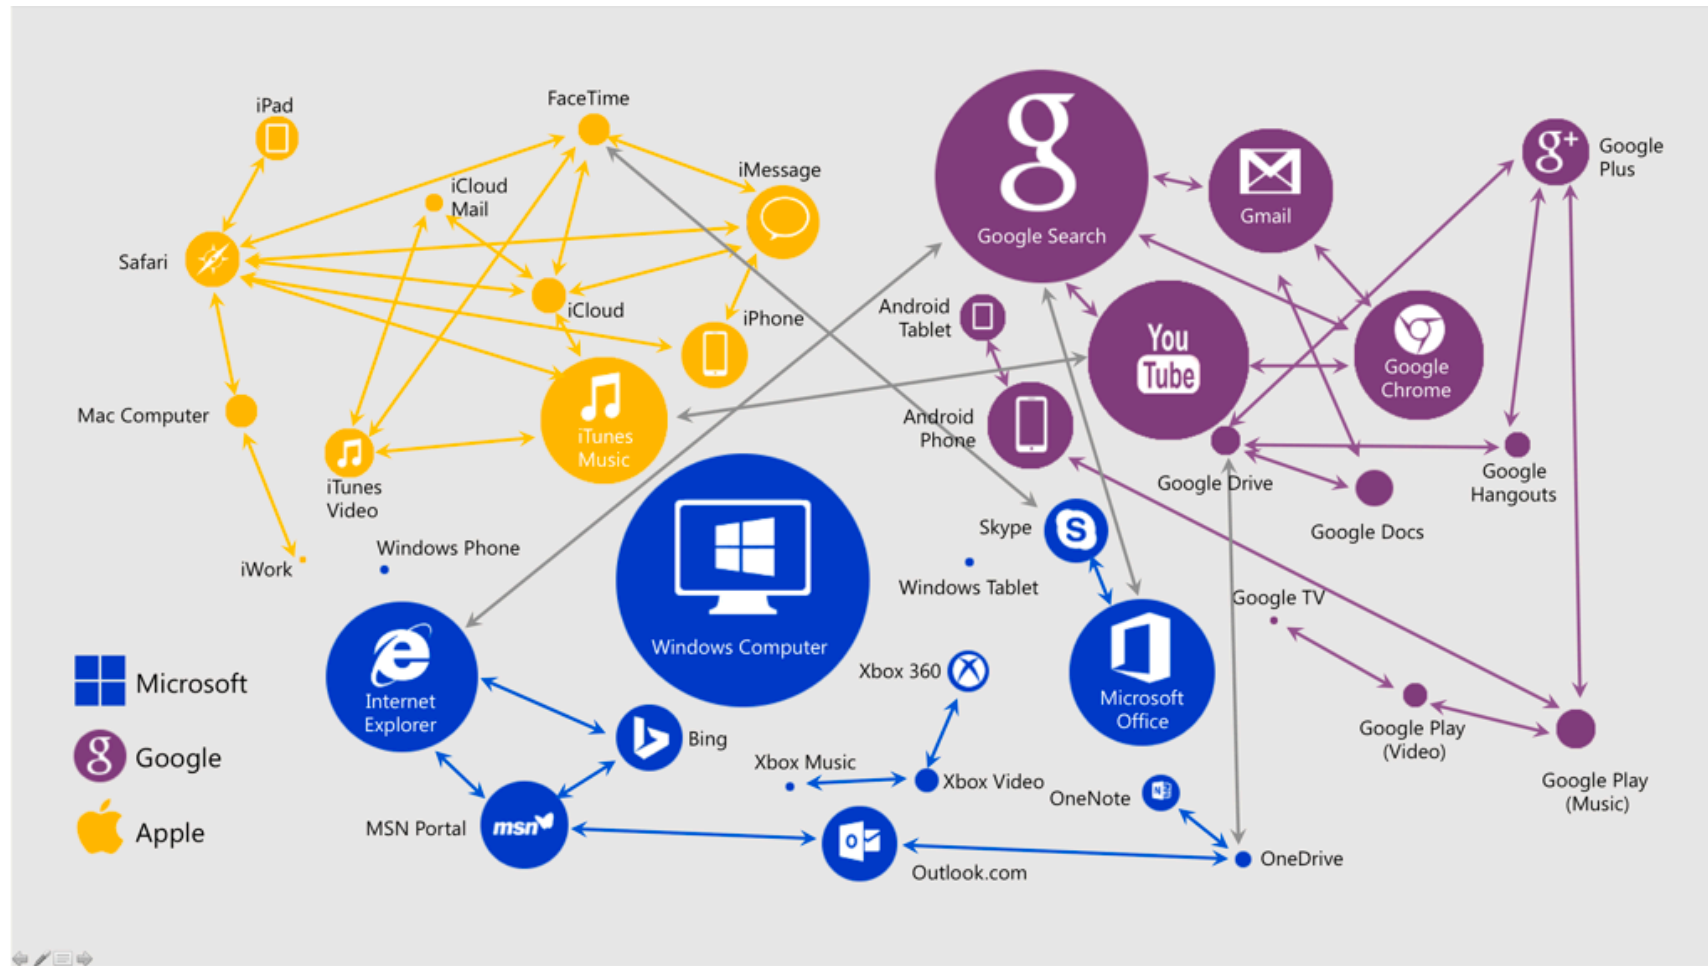 iPad
FaceTime
iMessage
iCloud
Mail
Safari
iCloud
iPhone
Mac Computer
iTunes
Music
iTunes
Video
iWork
g
Google Search
Gmail
g+
Google
Plus
Android
Tablet
You
Tube
Google
Chrome
Android
Phone
Google Drive
Google
Hangouts
Google Docs
Windows Phone
Windows Computer
Skype
S
Windows Tablet
Google TV
Internet
Explorer
Xbox 360
Microsoft
Office
Bing
Xbox Music
Xbox Video
OneNote
N
Google Play
(Video)
Google Play
(Music)
MSN Portal
msn
O
Outlook.com
OneDrive
Microsoft
g
Google
Apple